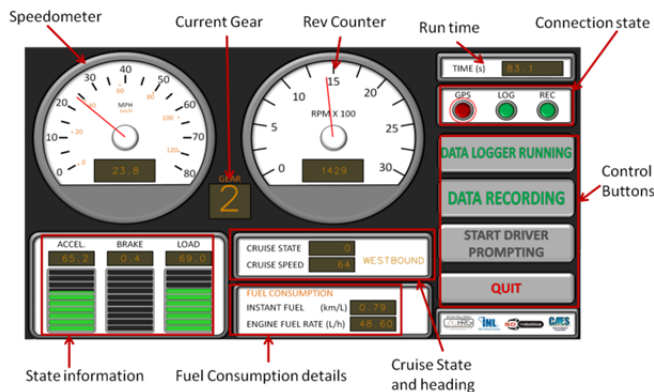 Speedometer
Current Gear
Rev Counter
Run time
Connection state
TIME (s) 83.1
GPS LOG REC
0 10 20 30 40 50 60 70 80
MPH
km/h
23.8
0 5 10 15 20 25 30
RPM X 100
1429
GEAR
2
DATA LOGGER RUNNING
DATA RECORDING
START DRIVER PROMPTING
QUIT
Control Buttons
ACCEL. BRAKE LOAD
65.2 0.4 69.0
CRUISE STATE 0
CRUISE SPEED 64
WESTBOUND
FUEL CONSUMPTION
INSTANT FUEL (km/L) 0.79
ENGINE FUEL RATE (L/h) 48.60
INL
CAES
State information
Fuel Consumption details
Cruise State and heading